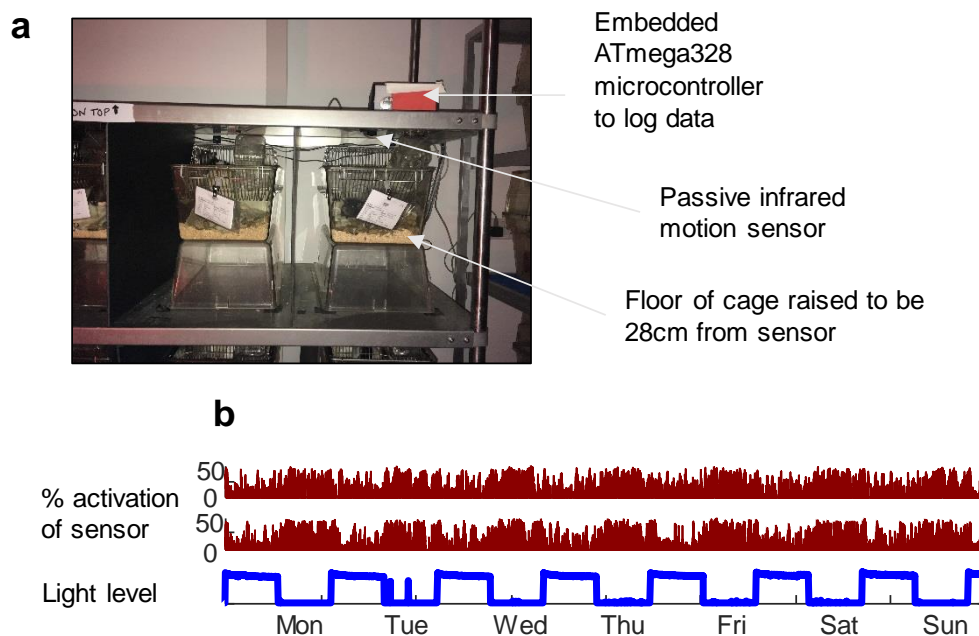 a
Embedded
ATmega328
microcontroller
to log data
ON TOP
Passive infrared
motion sensor
Floor of cage raised to be
28cm from sensor
b
% activation
of sensor
50
0
50
0
Light level
Mon Tue Wed Thu Fri Sat Sun